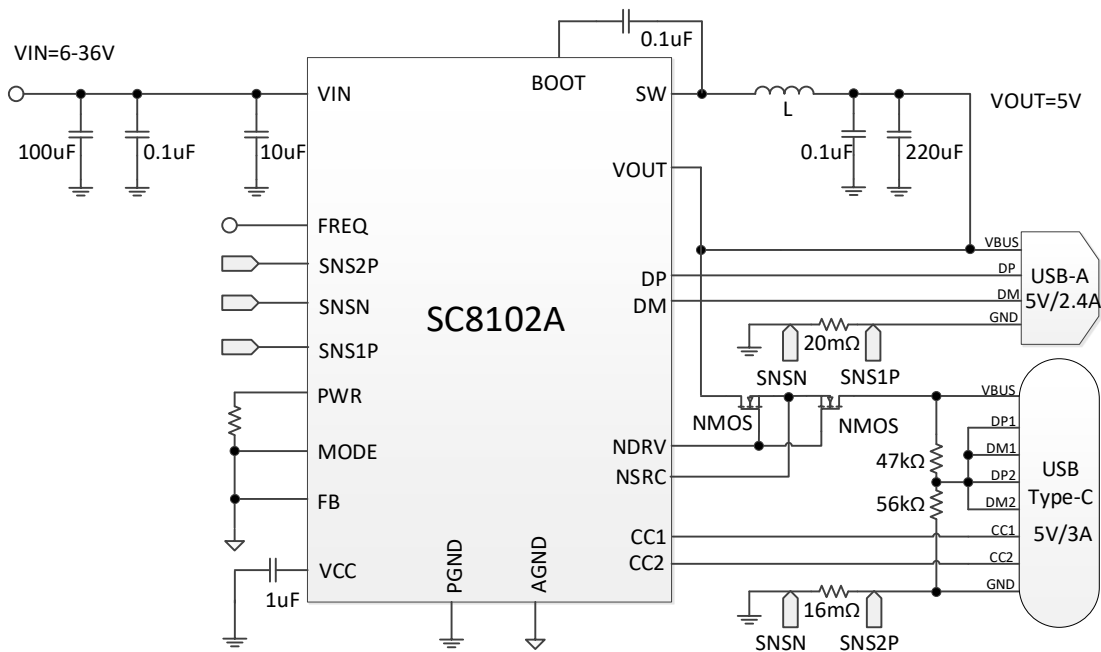 VIN=6-36V
0.1uF
BOOT
VIN
SW
L
VOUT=5V
100uF
0.1uF
10uF
0.1uF
220uF
VOUT
FREQ
SNS2P
SNSN
SNS1P
SC8102A
DP
DM
VBUS
DP
DM
GND
USB-A
5V/2.4A
20mΩ
SNSN
SNS1P
PWR
MODE
FB
VCC
1uF
PGND
AGND
NMOS
NMOS
NDRV
NSRC
CC1
CC2
47kΩ
56kΩ
VBUS
DP1
DM1
DP2
DM2
CC1
CC2
GND
USB
Type-C
5V/3A
16mΩ
SNSN
SNS2P